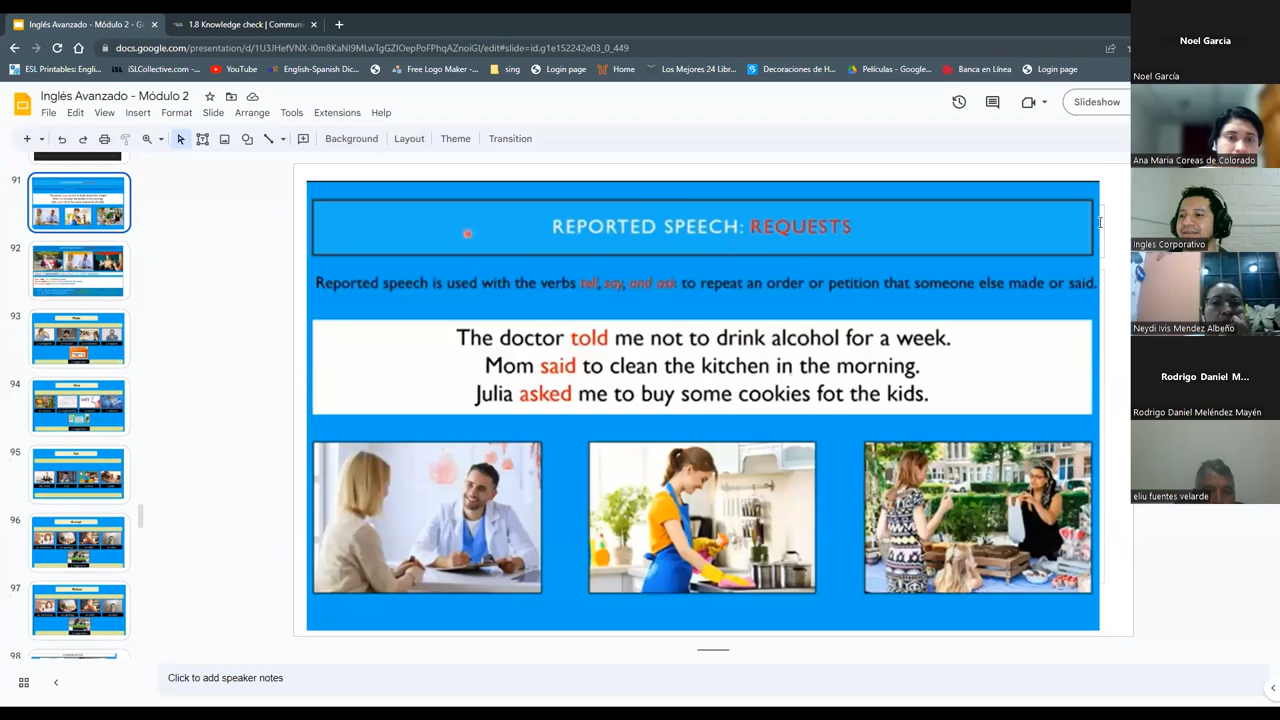 Inglés Avanzado - Módulo 2 - G
1.8 Knowledge check | Communi
docs.google.com/presentation/d/1U3JHefVNX-I0m8KaNI9MLwTgGZIOepPoFPhqAZnoiGI/edit#slide=id.g1e152242e03_0_449
ESL Printables: Engli...
iSLCollective.com -...
YouTube
English-Spanish Dic...
Free Logo Maker -...
sing
Login page
Home
Los Mejores 24 Libr...
Decoraciones de H...
Películas - Google...
Banca en Línea
Login page
Inglés Avanzado - Módulo 2
File Edit View Insert Format Slide Arrange Tools Extensions Help
Slideshow
Background Layout Theme Transition
91
92
93
94
95
96
97
98
REPORTED SPEECH: REQUESTS
Reported speech is used with the verbs tell, say, and ask to repeat an order or petition that someone else made or said.
The doctor told me not to drink alcohol for a week.
Mom said to clean the kitchen in the morning.
Julia asked me to buy some cookies fot the kids.
Click to add speaker notes
Noel Garcia
Noel García
Ana Maria Coreas de Colorado
Ingles Corporativo
Neydi Ivis Mendez Albeño
Rodrigo Daniel M...
Rodrigo Daniel Meléndez Mayén
eliu fuentes velarde